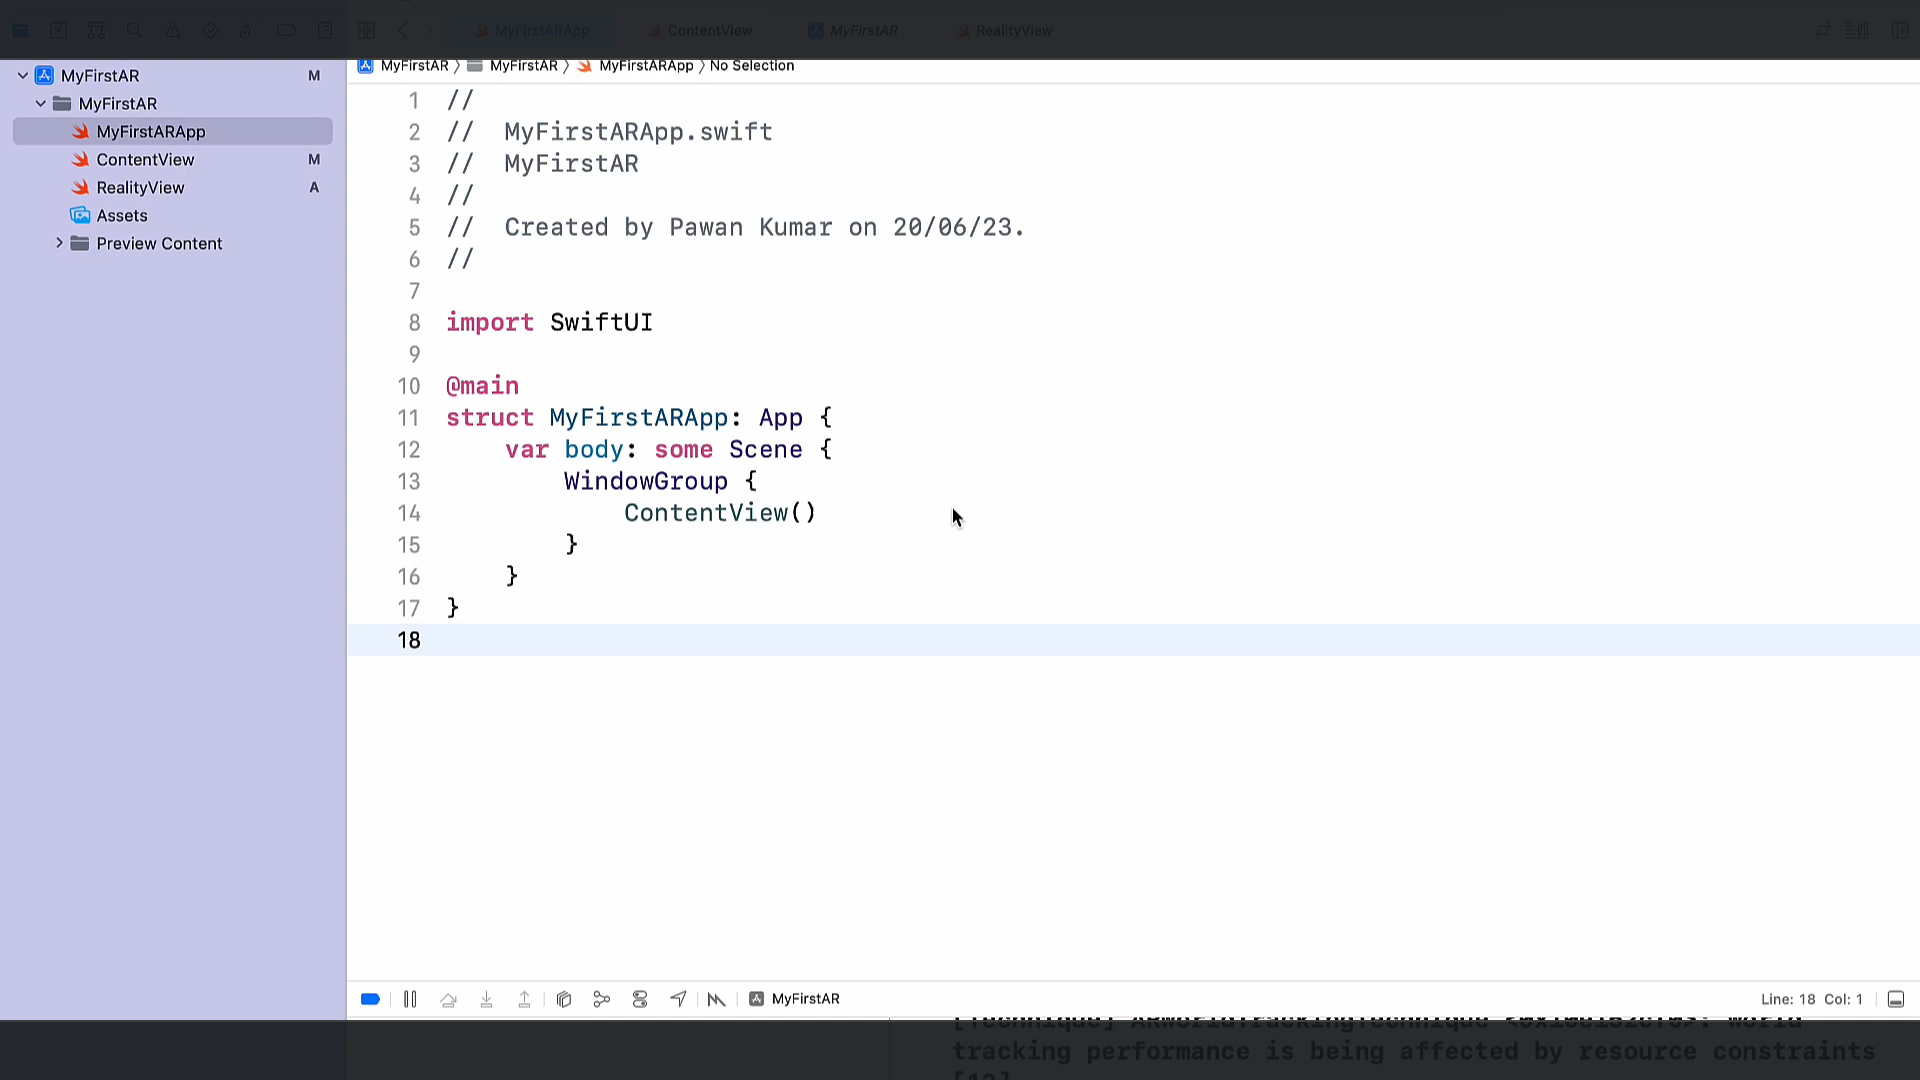 MyFirstARApp
ContentView
MyFirstAR
RealityView
MyFirstAR M
MyFirstAR
MyFirstARApp
ContentView M
RealityView A
Assets
Preview Content
MyFirstAR 〉 MyFirstAR 〉 MyFirstARApp 〉 No Selection
1 //
2 //  MyFirstARApp.swift
3 //  MyFirstAR
4 //
5 //  Created by Pawan Kumar on 20/06/23.
6 //
7
8 import SwiftUI
9
10 @main
11 struct MyFirstARApp: App {
12     var body: some Scene {
13         WindowGroup {
14             ContentView()
15         }
16     }
17 }
18
MyFirstAR
Line: 18 Col: 1
tracking performance is being affected by resource constraints